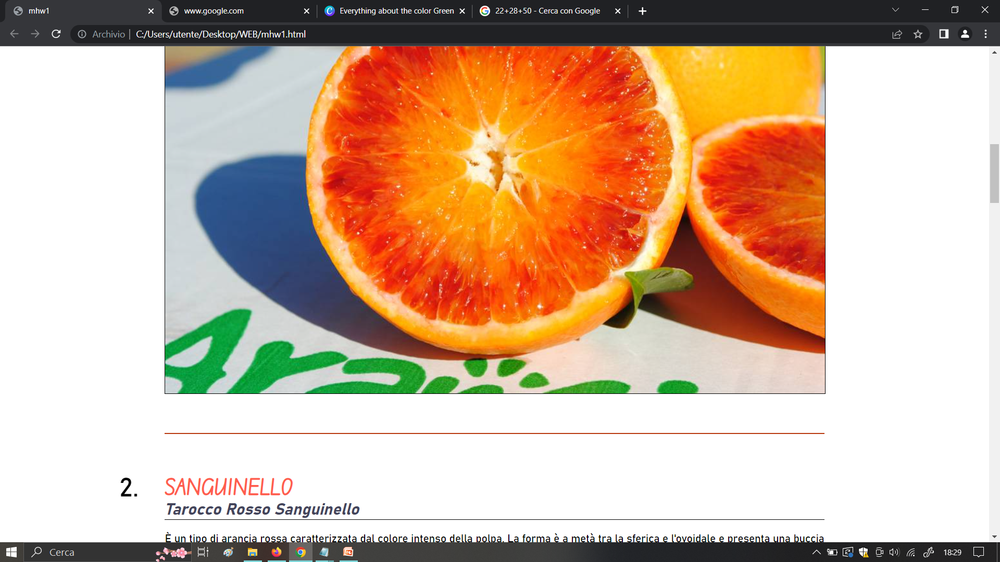 mhw1
www.google.com
Everything about the color Green
22+28+50 - Cerca con Google
Archivio
C:/Users/utente/Desktop/WEB/mhw1.html
2.
SANGUINELLO
Tarocco Rosso Sanguinello
È un tipo di arancia rossa caratterizzata dal colore intenso della polpa. La forma è a metà tra la sferica e l'ovoidale e presenta una buccia
Cerca
18:29